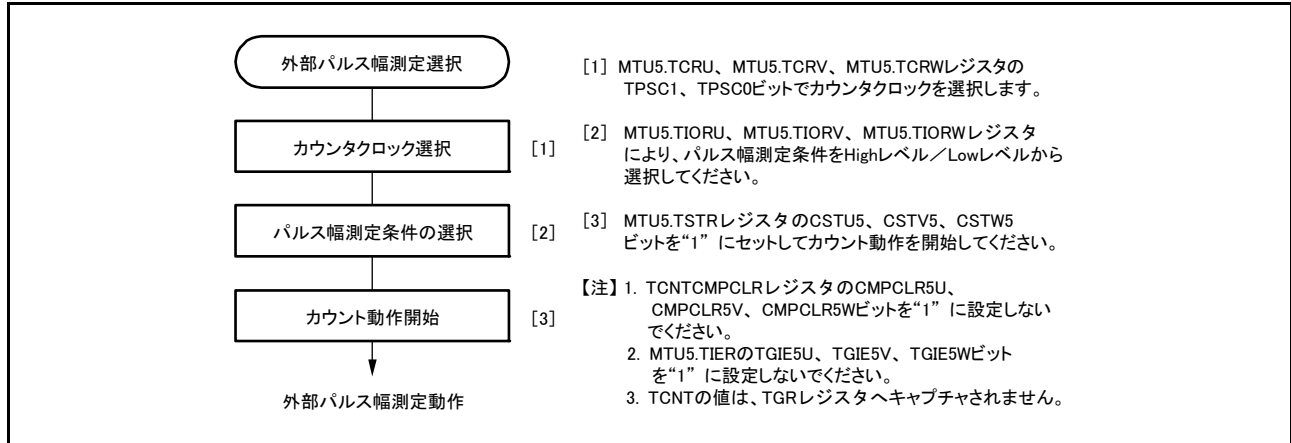 外部パルス幅測定選択
カウンタクロック選択 [1]
パルス幅測定条件の選択 [2]
カウント動作開始 [3]
外部パルス幅測定動作
[1] MTU5.TCRU、MTU5.TCRV、MTU5.TCRWレジスタの
TPSC1、TPSC0ビットでカウンタクロックを選択します。
[2] MTU5.TIORU、MTU5.TIORV、MTU5.TIORWレジスタ
により、パルス幅測定条件をHighレベル／Lowレベルから
選択してください。
[3] MTU5.TSTRレジスタのCSTU5、CSTV5、CSTW5
ビットを“1” にセットしてカウント動作を開始してください。
【注】 1. TCNTCMPCLRレジスタのCMPCLR5U、
CMPCLR5V、CMPCLR5Wビットを“1” に設定しない
でください。
2. MTU5.TIERのTGIE5U、TGIE5V、TGIE5Wビット
を“1” に設定しないでください。
3. TCNTの値は、TGRレジスタへキャプチャされません。